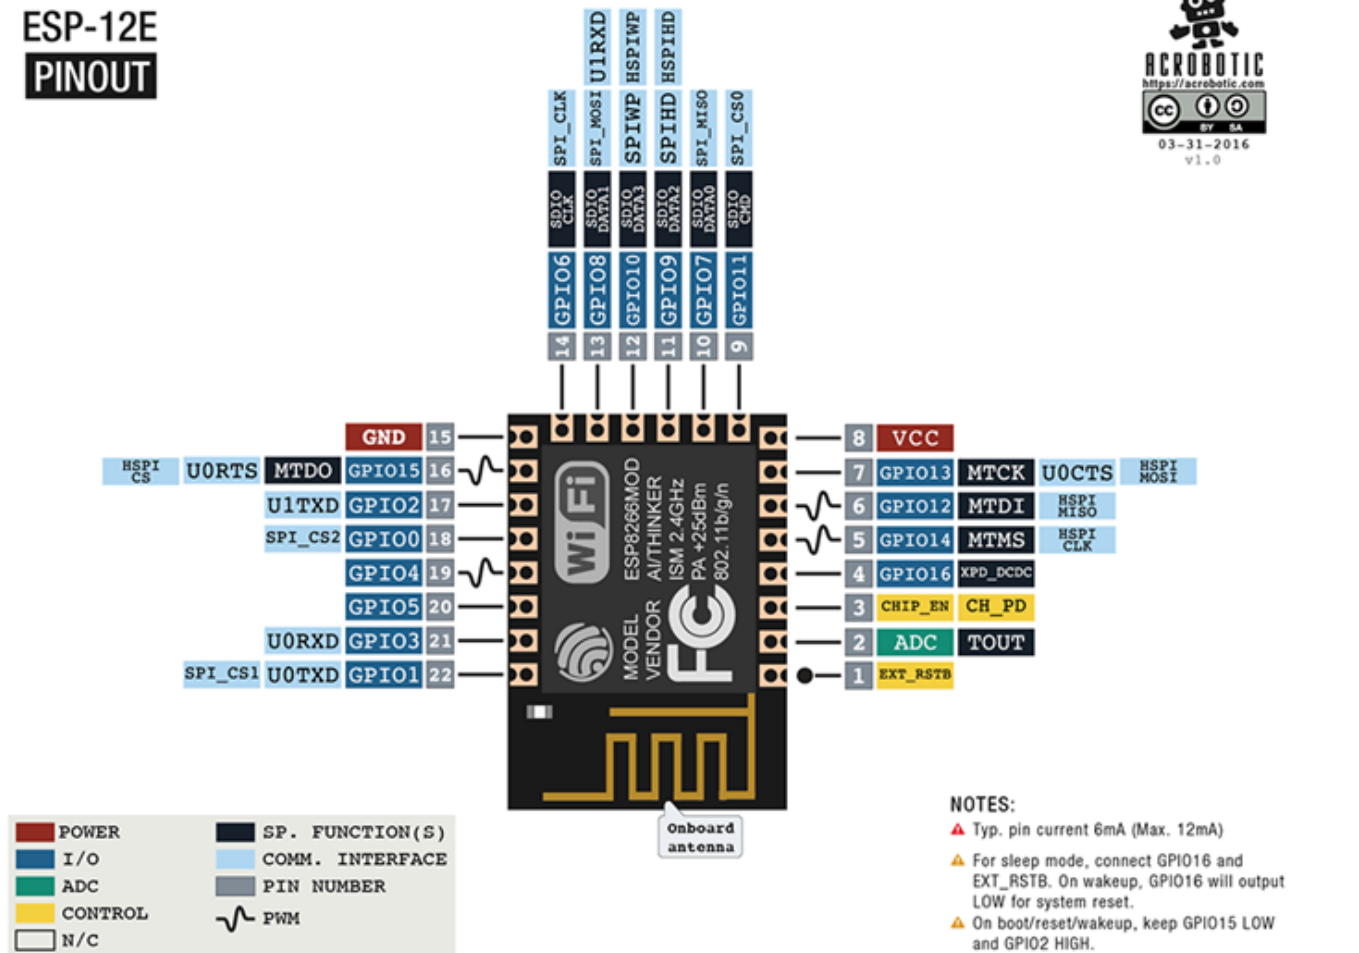 ESP-12E
PINOUT
ACROBOTIC
https://acrobotic.com
cc
BY SA
03-31-2016
v1.0
SPI_CLK SDIO CLK GPIO6 14
U1RXD SPI_MOSI SDIO DATA1 GPIO8 13
HSPIWP SPIWP SDIO DATA3 GPIO10 12
HSPIHD SPIHD SDIO DATA2 GPIO9 11
SPI_MISO SDIO DATA0 GPIO7 10
SPI_CS0 SDIO CMD GPIO11 9
GND 15
HSPI CS U0RTS MTDO GPIO15 16
U1TXD GPIO2 17
SPI_CS2 GPIO0 18
GPIO4 19
GPIO5 20
U0RXD GPIO3 21
SPI_CS1 U0TXD GPIO1 22
WiFi
MODEL ESP8266MOD
VENDOR AI/THINKER
ISM 2.4GHz
PA +25dBm
802.11b/g/n
FC
8 VCC
7 GPIO13 MTCK U0CTS HSPI MOSI
6 GPIO12 MTDI HSPI MISO
5 GPIO14 MTMS HSPI CLK
4 GPIO16 XPD_DCDC
3 CHIP_EN CH_PD
2 ADC TOUT
1 EXT_RSTB
Onboard
antenna
POWER
I/O
ADC
CONTROL
N/C
SP. FUNCTION(S)
COMM. INTERFACE
PIN NUMBER
PWM
NOTES:
Typ. pin current 6mA (Max. 12mA)
For sleep mode, connect GPIO16 and
EXT_RSTB. On wakeup, GPIO16 will output
LOW for system reset.
On boot/reset/wakeup, keep GPIO15 LOW
and GPIO2 HIGH.